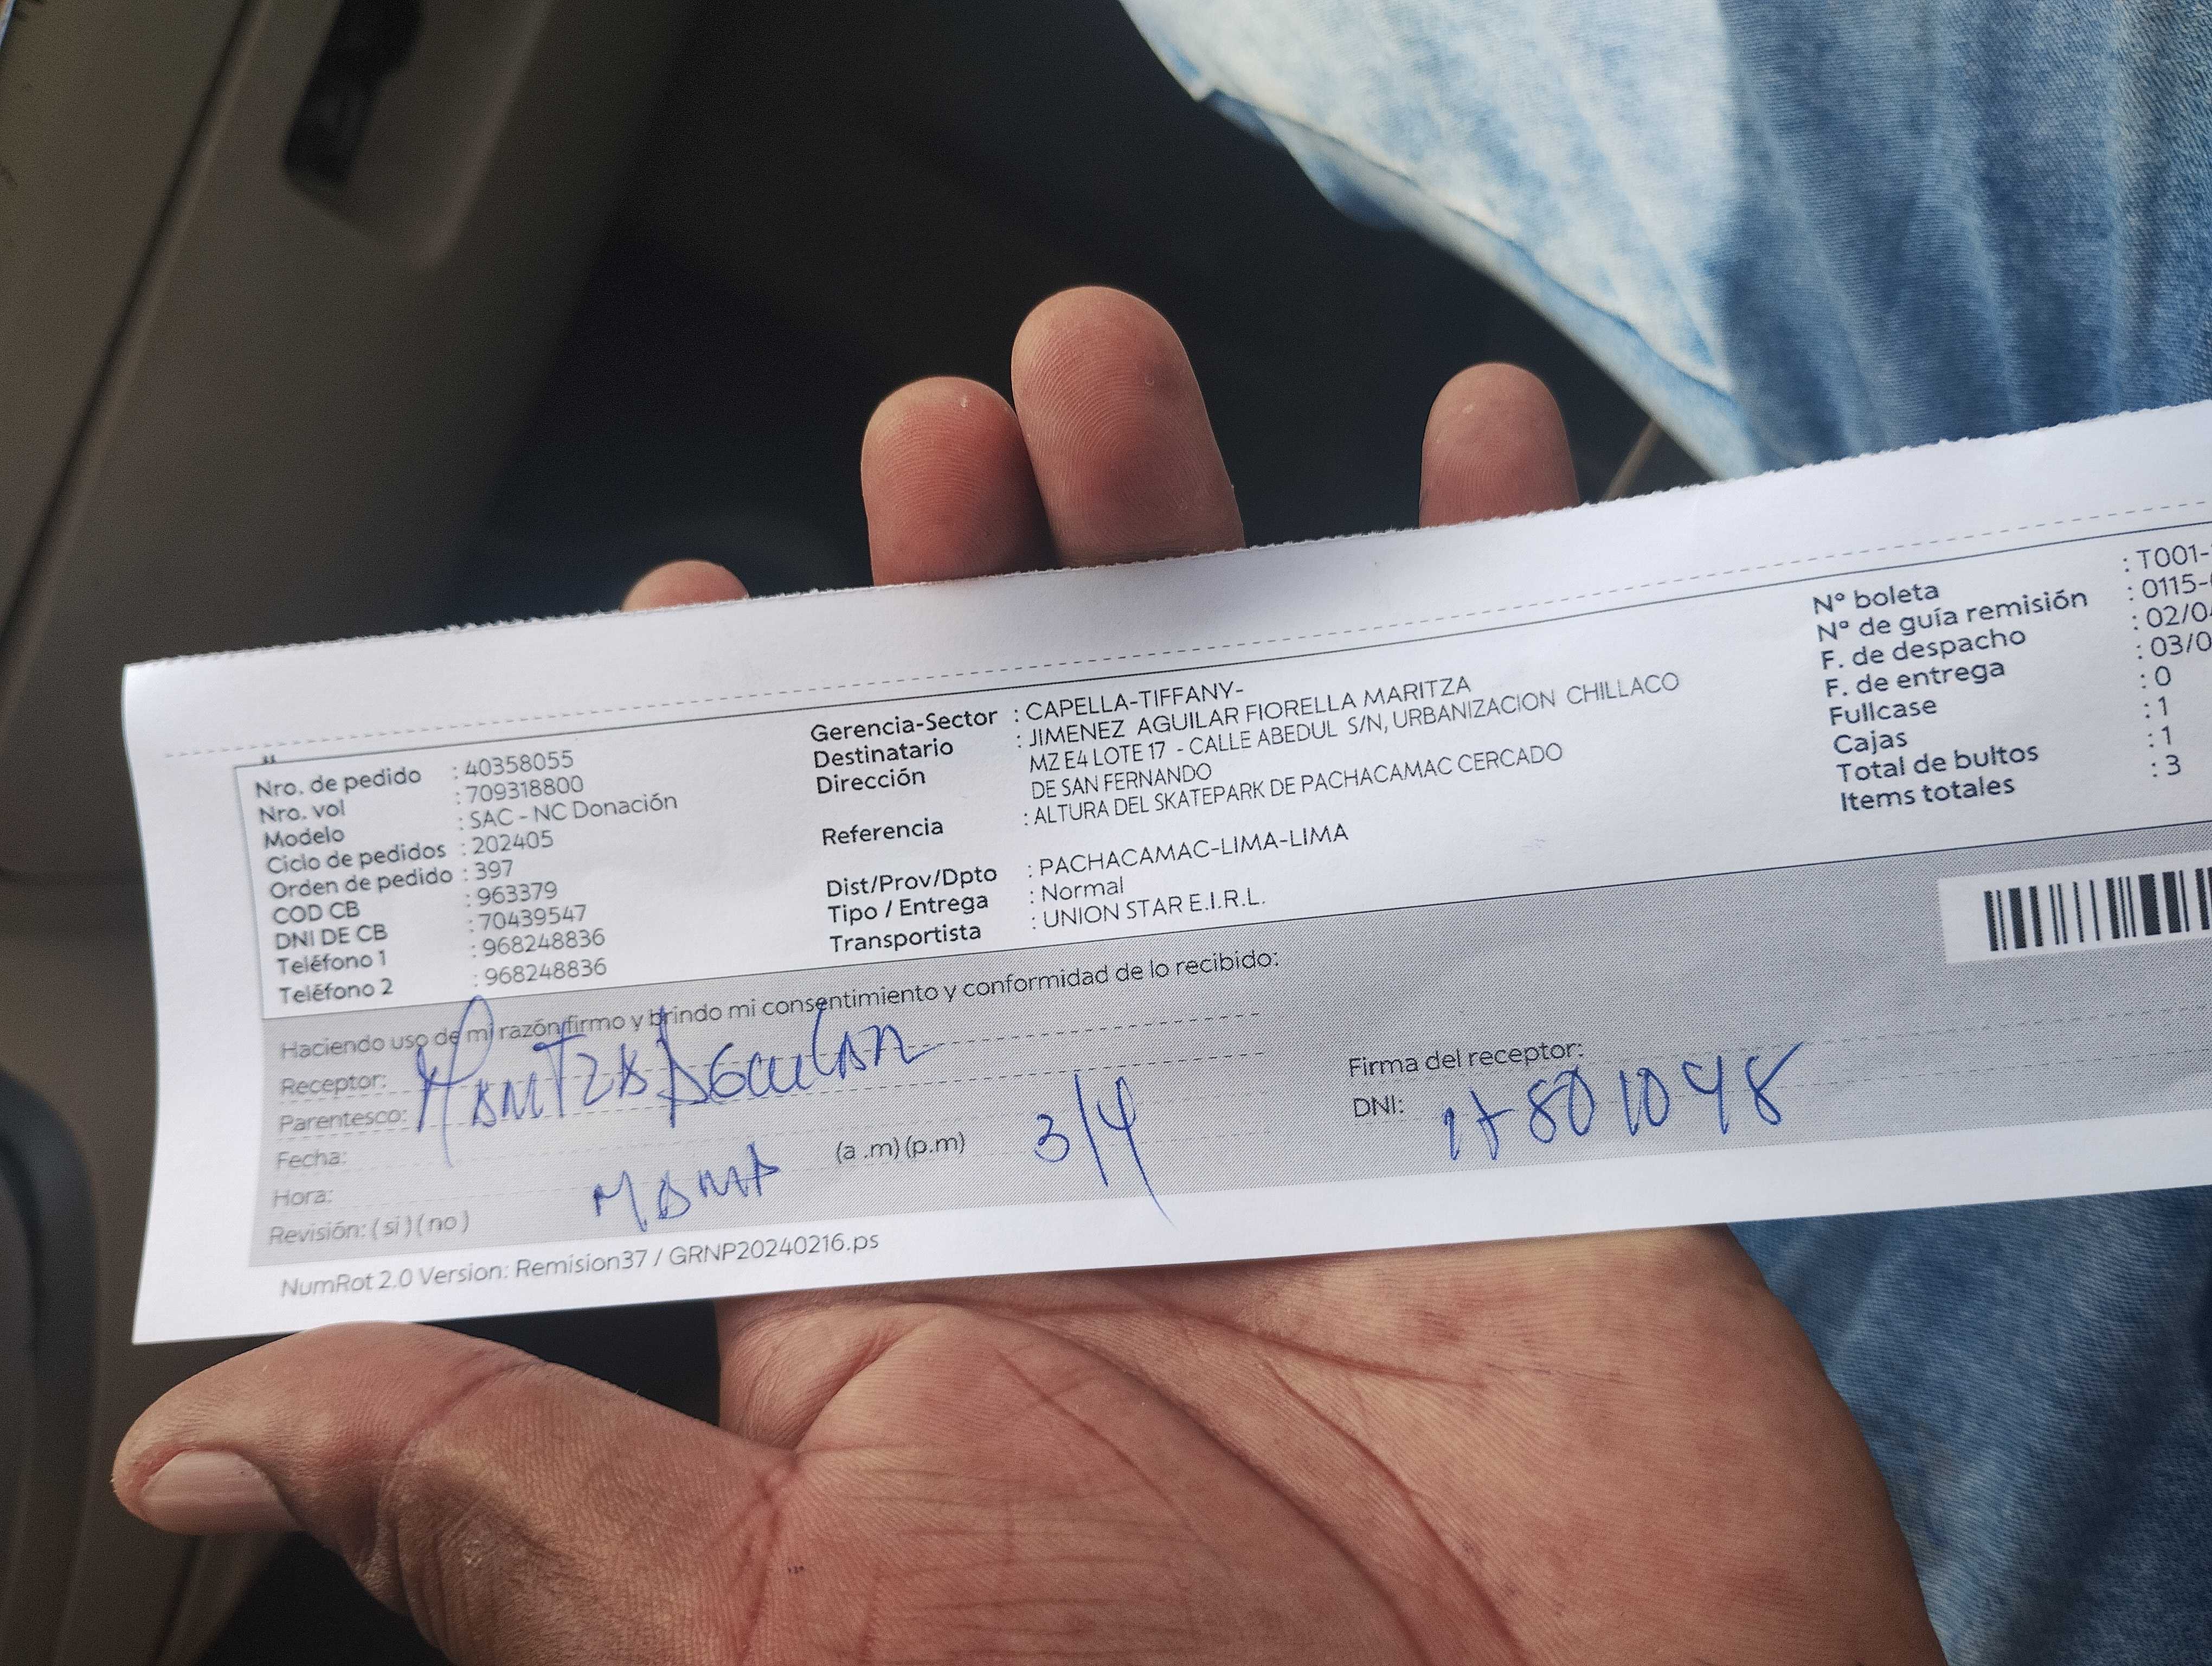 Nro. de pedido : 40358055
Nro. vol : 709318800
Modelo : SAC - NC Donación
Ciclo de pedidos : 202405
Orden de pedido : 397
COD CB : 963379
DNI DE CB : 70439547
Teléfono 1 : 968248836
Teléfono 2 : 968248836
Gerencia-Sector : CAPELLA-TIFFANY-
Destinatario : JIMENEZ AGUILAR FIORELLA MARITZA
Dirección MZ E4 LOTE 17 - CALLE ABEDUL S/N, URBANIZACION CHILLACO
DE SAN FERNANDO
Referencia : ALTURA DEL SKATEPARK DE PACHACAMAC CERCADO
Dist/Prov/Dpto : PACHACAMAC-LIMA-LIMA
Tipo / Entrega : Normal
Transportista : UNION STAR E.I.R.L.
N° boleta : T001-
N° de guía remisión : 0115-
F. de despacho : 02/0
F. de entrega : 03/0
Fullcase : 0
Cajas : 1
Total de bultos : 1
Items totales : 3
Haciendo uso de mi razón firmo y brindo mi consentimiento y conformidad de lo recibido:
Receptor:
Parentesco:
Fecha:
Hora: (a .m) (p.m) 3/4
Revisión: ( si ) ( no )
Firma del receptor:
DNI:
NumRot 2.0 Version: Remision37 / GRNP20240216.ps